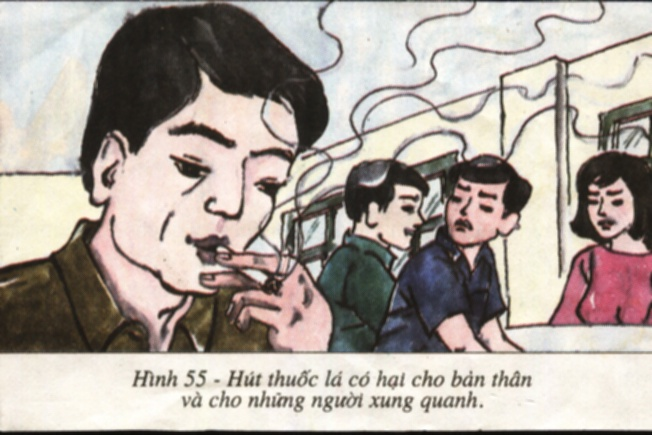 Hình 55 - Hút thuốc lá có hại cho bản thân
và cho những người xung quanh.